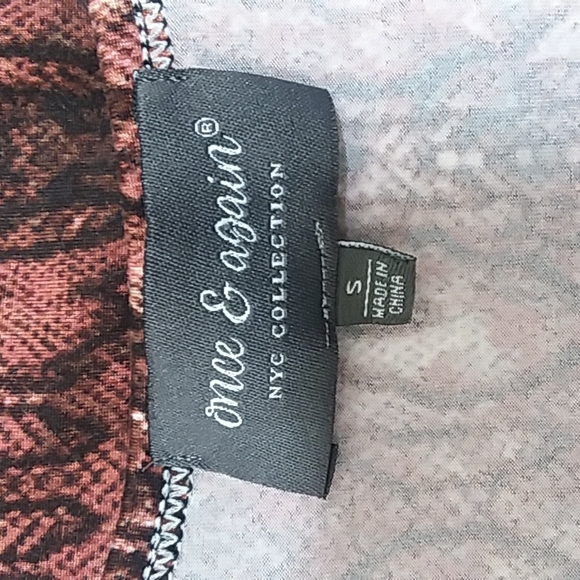 once & again®
NYC COLLECTION
S
MADE IN
CHINA